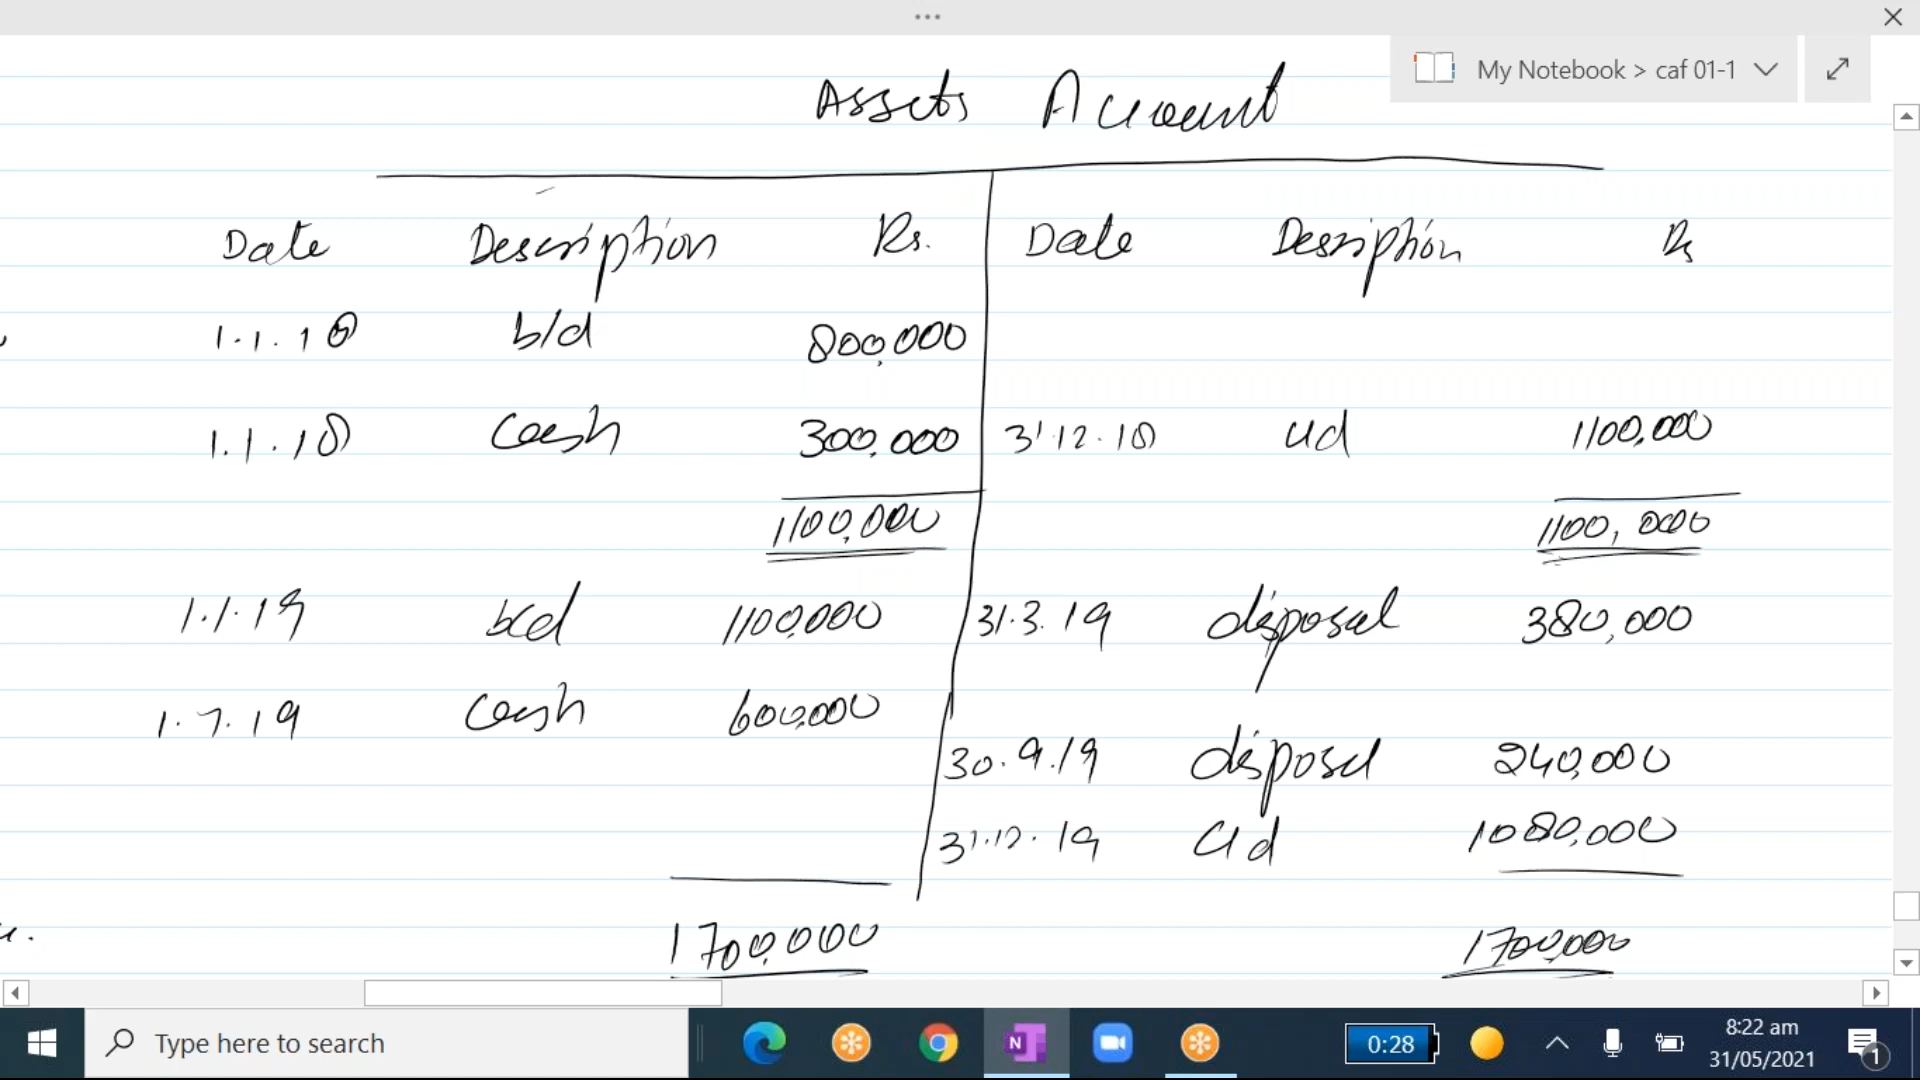 My Notebook > caf 01-1
Assets Account
Date Description Rs. Date Description Rs
1.1.18 b/d 800,000
1.1.18 Cash 300,000 31.12.18 c/d 1100,000
1100,000 1100,000
1.1.19 b/d 1100,000 31.3.19 disposal 380,000
1.7.19 Cash 600,000
30.9.19 disposal 240,000
31.12.19 c/d 1080,000
1700,000 1700,000
Type here to search
0:28
8:22 am
31/05/2021
1